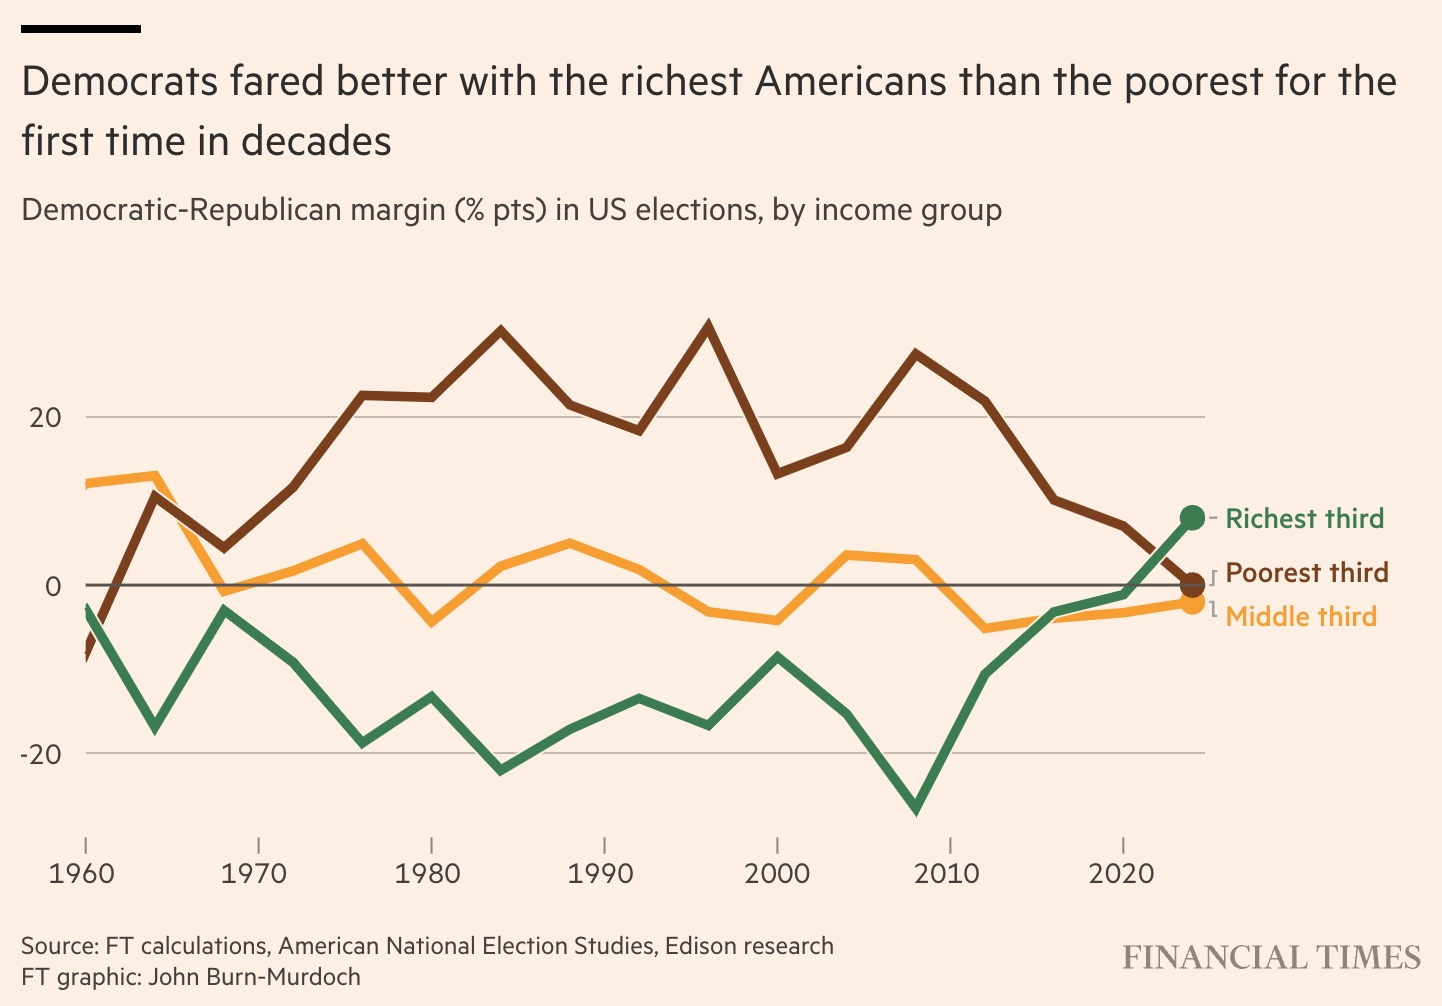 Democrats fared better with the richest Americans than the poorest for the
first time in decades
Democratic-Republican margin (% pts) in US elections, by income group
20
0
-20
Richest third
Poorest third
Middle third
1960 1970 1980 1990 2000 2010 2020
Source: FT calculations, American National Election Studies, Edison research
FT graphic: John Burn-Murdoch
FINANCIAL TIMES